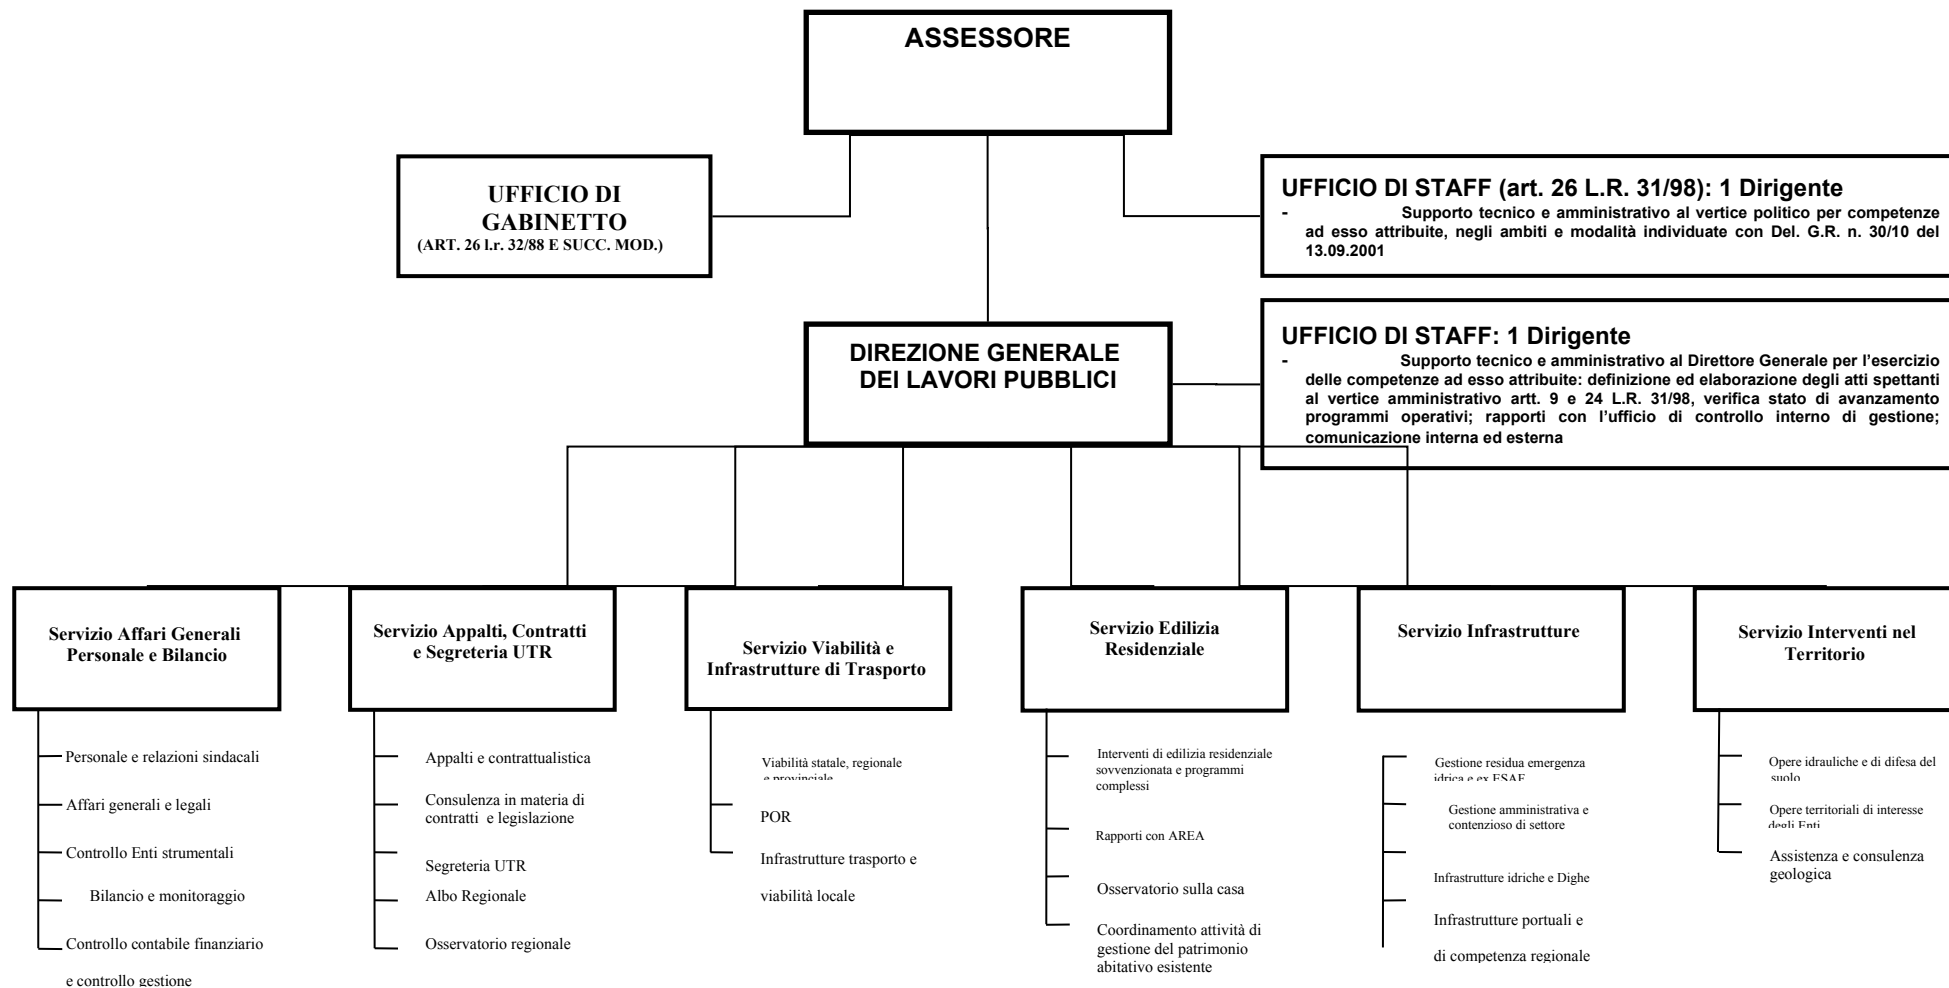 ASSESSORE
UFFICIO DI
GABINETTO
(ART. 26 l.r. 32/88 E SUCC. MOD.)
UFFICIO DI STAFF (art. 26 L.R. 31/98): 1 Dirigente
- Supporto tecnico e amministrativo al vertice politico per competenze
ad esso attribuite, negli ambiti e modalità individuate con Del. G.R. n. 30/10 del
13.09.2001
DIREZIONE GENERALE
DEI LAVORI PUBBLICI
UFFICIO DI STAFF: 1 Dirigente
- Supporto tecnico e amministrativo al Direttore Generale per l'esercizio
delle competenze ad esso attribuite: definizione ed elaborazione degli atti spettanti
al vertice amministrativo artt. 9 e 24 L.R. 31/98, verifica stato di avanzamento
programmi operativi; rapporti con l'ufficio di controllo interno di gestione;
comunicazione interna ed esterna
Servizio Affari Generali
Personale e Bilancio
Personale e relazioni sindacali
Affari generali e legali
Controllo Enti strumentali
Bilancio e monitoraggio
Controllo contabile finanziario
e controllo gestione
Servizio Appalti, Contratti
e Segreteria UTR
Appalti e contrattualistica
Consulenza in materia di
contratti e legislazione
Segreteria UTR
Albo Regionale
Osservatorio regionale
Servizio Viabilità e
Infrastrutture di Trasporto
Viabilità statale, regionale
e provinciale
POR
Infrastrutture trasporto e
viabilità locale
Servizio Edilizia
Residenziale
Interventi di edilizia residenziale
sovvenzionata e programmi
complessi
Rapporti con AREA
Osservatorio sulla casa
Coordinamento attività di
gestione del patrimonio
abitativo esistente
Servizio Infrastrutture
Gestione residua emergenza
idrica e ex ESAF
Gestione amministrativa e
contenzioso di settore
Infrastrutture idriche e Dighe
Infrastrutture portuali e
di competenza regionale
Servizio Interventi nel
Territorio
Opere idrauliche e di difesa del
suolo
Opere territoriali di interesse
degli Enti
Assistenza e consulenza
geologica